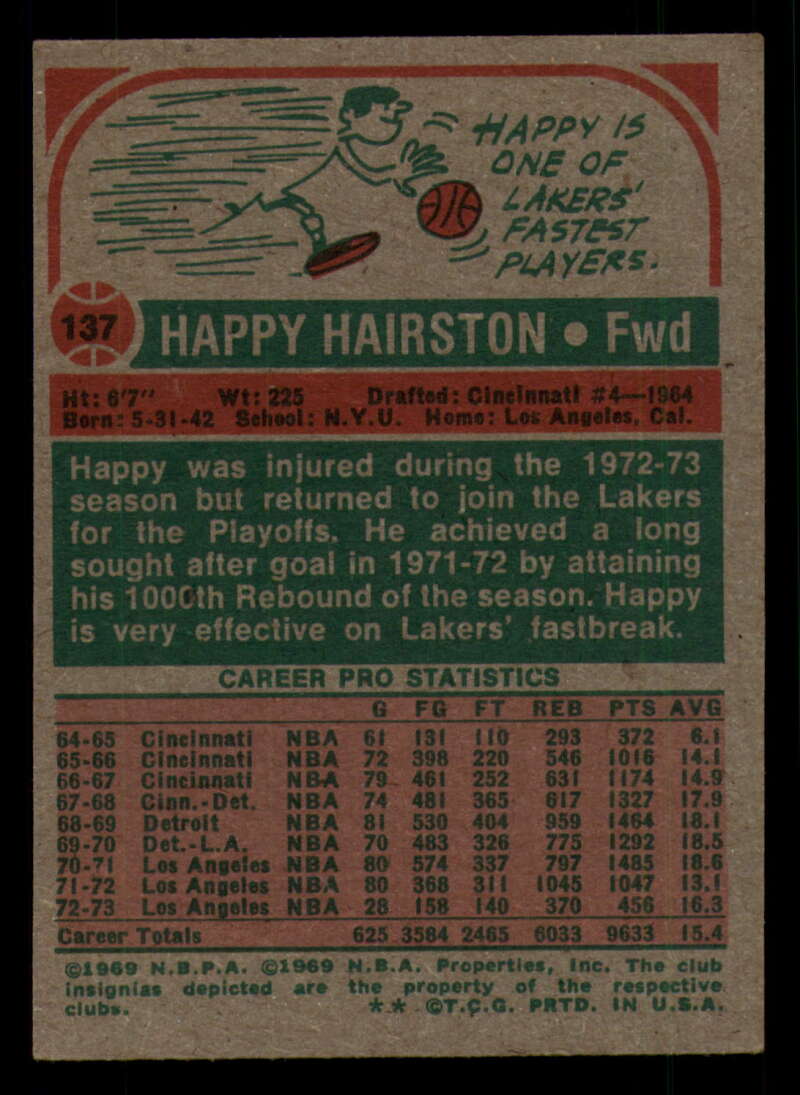 HAPPY IS
ONE OF
LAKERS'
FASTEST
PLAYERS.
137 HAPPY HAIRSTON • Fwd
Ht: 6'7" Wt: 225 Drafted: Cincinnati #4—1964
Born: 5-31-42 School: N.Y.U. Home: Los Angeles, Cal.
Happy was injured during the 1972-73
season but returned to join the Lakers
for the Playoffs. He achieved a long
sought after goal in 1971-72 by attaining
his 1000th Rebound of the season. Happy
is very effective on Lakers' fastbreak.
CAREER PRO STATISTICS
G FG FT REB PTS AVG
64-65 Cincinnati NBA 61 131 110 293 372 6.1
65-66 Cincinnati NBA 72 398 220 546 1016 14.1
66-67 Cincinnati NBA 79 461 252 631 1174 14.9
67-68 Cinn.-Det. NBA 74 481 365 617 1327 17.9
68-69 Detroit NBA 81 530 404 959 1464 18.1
69-70 Det.-L.A. NBA 70 483 326 775 1292 18.5
70-71 Los Angeles NBA 80 574 337 797 1485 18.6
71-72 Los Angeles NBA 80 368 311 1045 1047 13.1
72-73 Los Angeles NBA 28 158 140 370 456 16.3
Career Totals 625 3584 2465 6033 9633 15.4
©1969 N.B.P.A. ©1969 N.B.A. Properties, Inc. The club
insignias depicted are the property of the respective
clubs. ** ©T.C.G. PRTD. IN U.S.A.